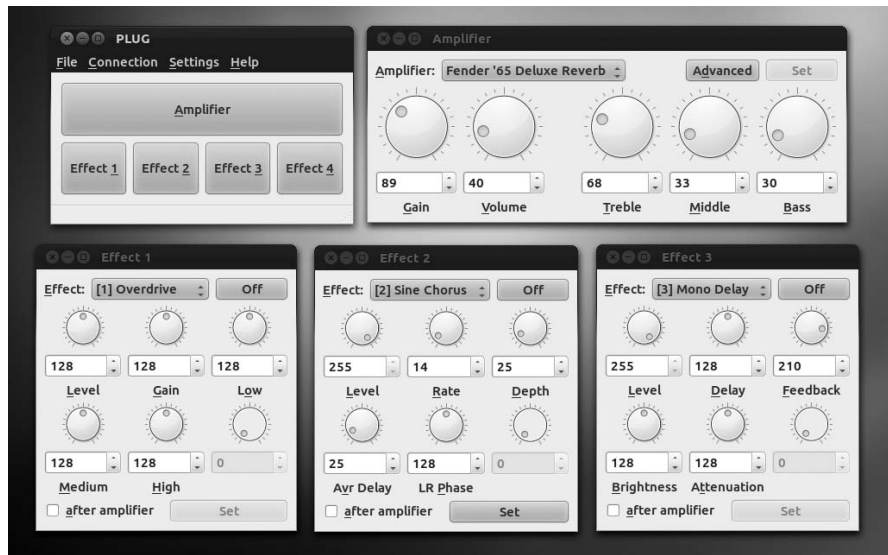 PLUG
File Connection Settings Help
Amplifier
Effect 1 Effect 2 Effect 3 Effect 4
Amplifier
Amplifier: Fender '65 Deluxe Reverb Advanced Set
89 40 68 33 30
Gain Volume Treble Middle Bass
Effect 1
Effect: [1] Overdrive Off
128 128 128
Level Gain Low
128 128 0
Medium High
after amplifier Set
Effect 2
Effect: [2] Sine Chorus Off
255 14 25
Level Rate Depth
25 128 0
Avr Delay LR Phase
after amplifier Set
Effect 3
Effect: [3] Mono Delay Off
255 128 210
Level Delay Feedback
128 128 0
Brightness Attenuation
after amplifier Set